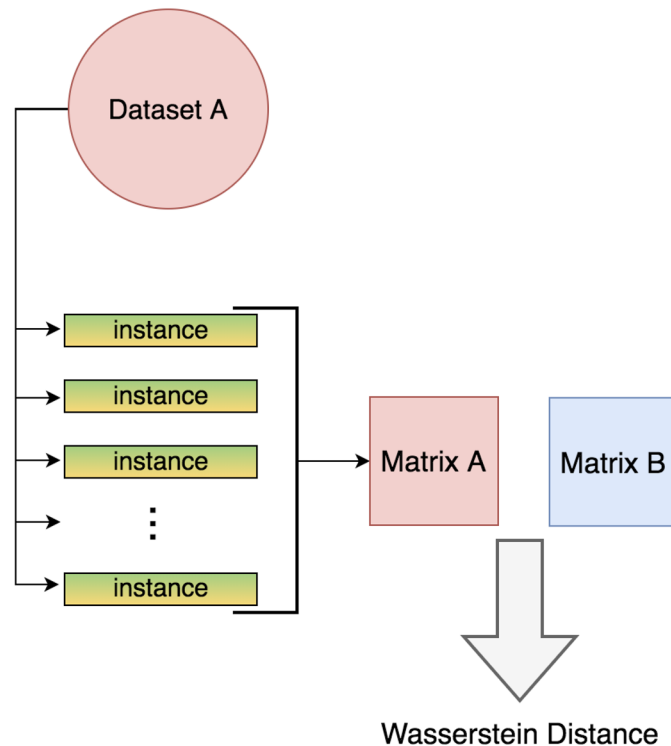 Dataset A
instance
instance
instance
instance
Matrix A
Matrix B
Wasserstein Distance